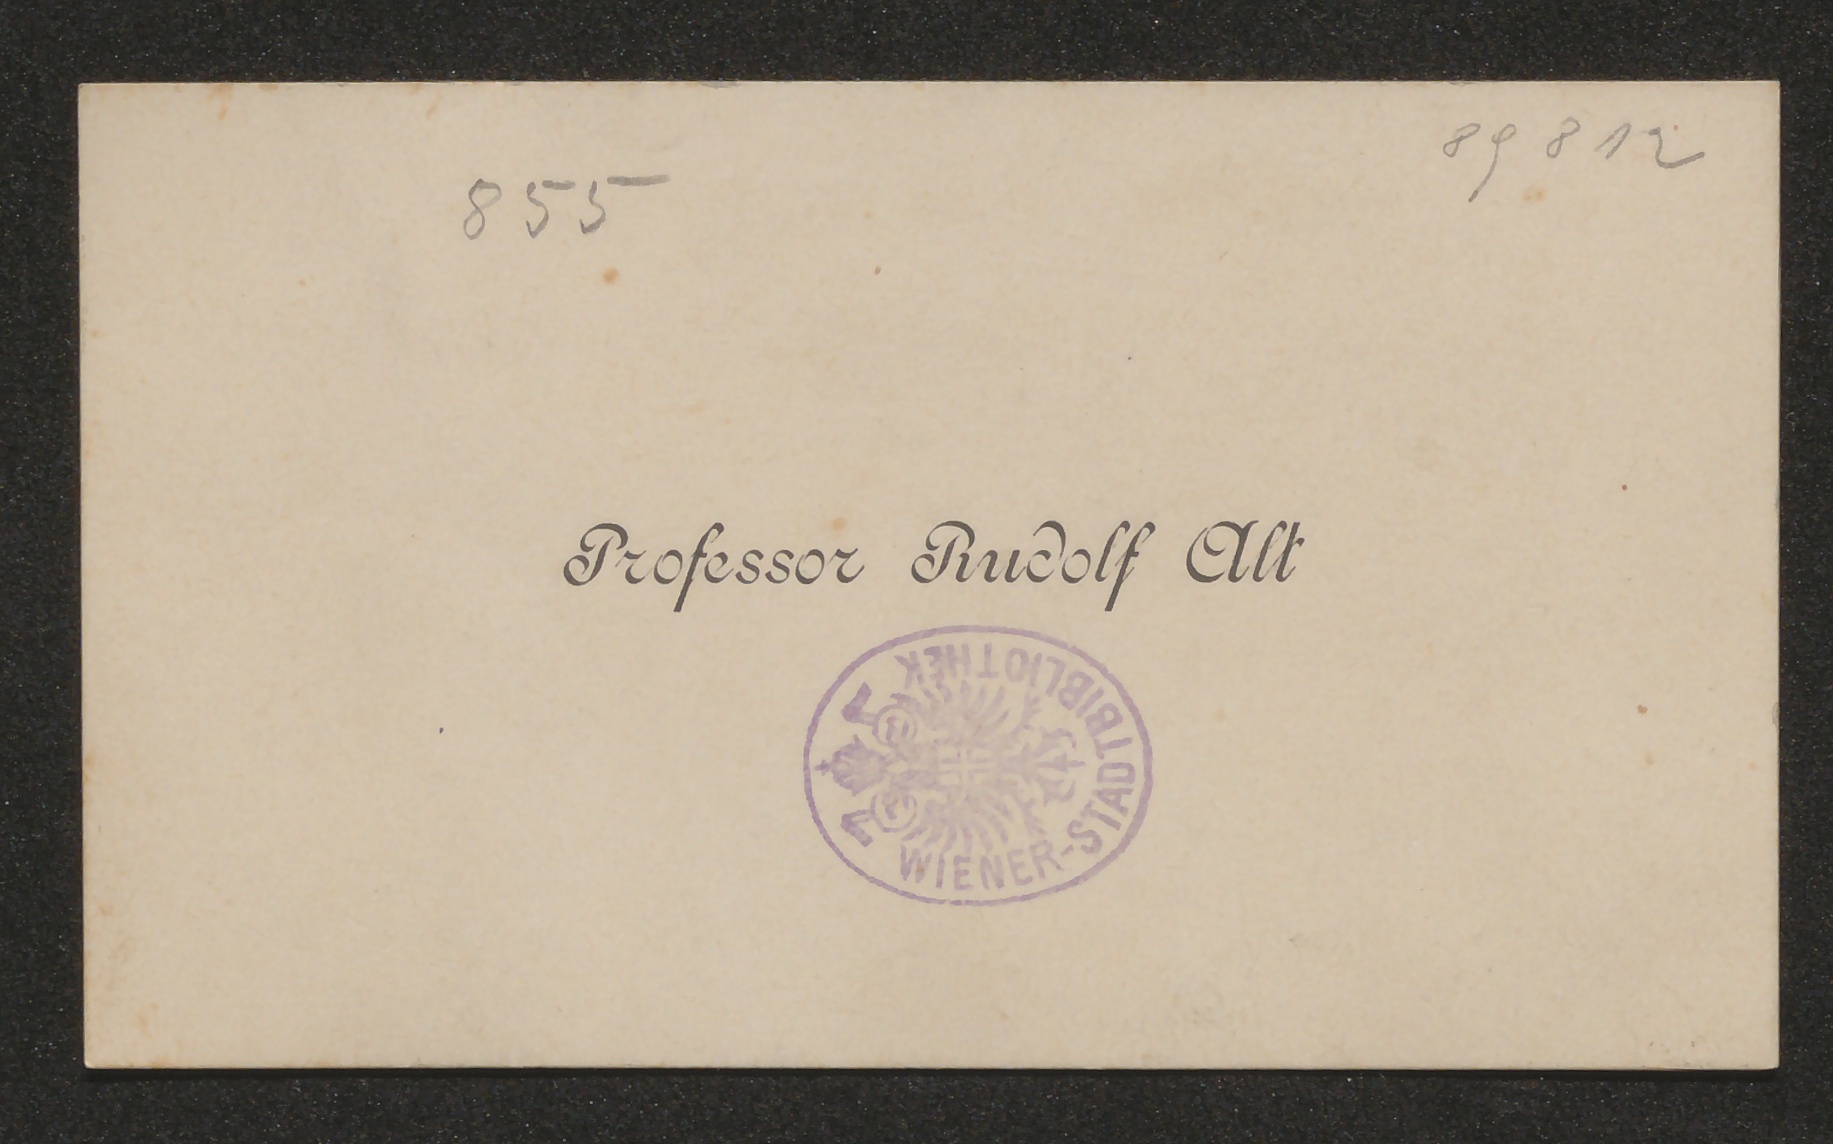 89812
855
Professor Rudolf Alt
WIENER-STADTBIBLIOTHEK